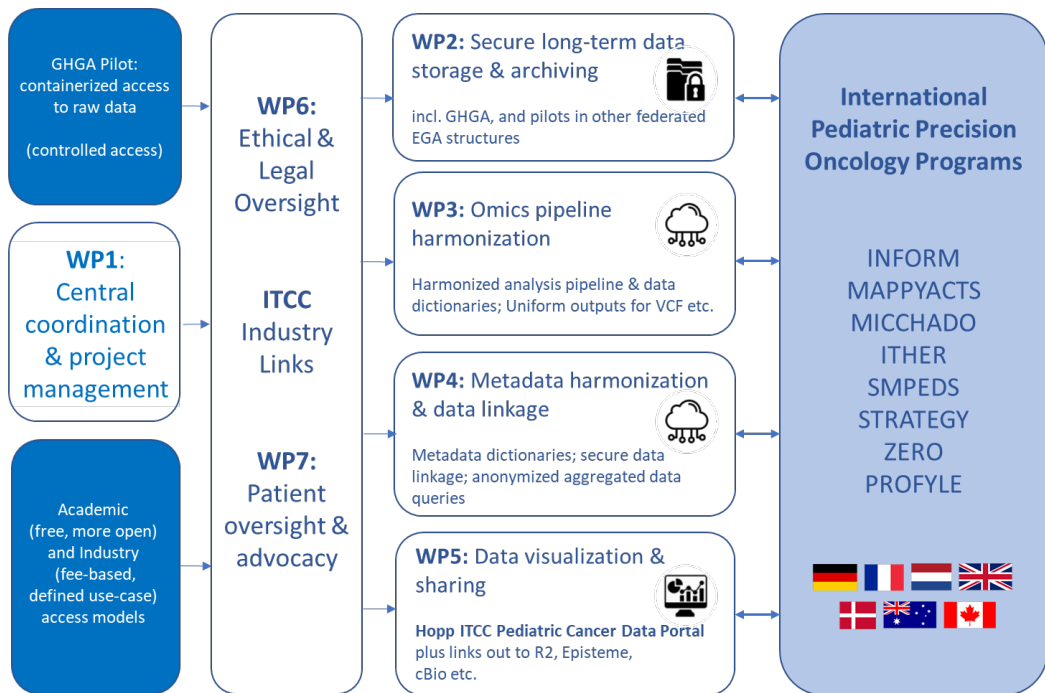 GHGA Pilot:
containerized access
to raw data
(controlled access)
WP1:
Central
coordination
& project
management
Academic
(free, more open)
and Industry
(fee-based,
defined use-case)
access models
WP6:
Ethical &
Legal
Oversight
ITCC
Industry
Links
WP7:
Patient
oversight &
advocacy
WP2: Secure long-term data
storage & archiving
incl. GHGA, and pilots in other federated
EGA structures
WP3: Omics pipeline
harmonization
Harmonized analysis pipeline & data
dictionaries; Uniform outputs for VCF etc.
WP4: Metadata harmonization
& data linkage
Metadata dictionaries; secure data
linkage; anonymized aggregated data
queries
WP5: Data visualization &
sharing
Hopp ITCC Pediatric Cancer Data Portal
plus links out to R2, Episteme,
cBio etc.
International
Pediatric Precision
Oncology Programs
INFORM
MAPPYACTS
MICCHADO
ITHER
SMPEDS
STRATEGY
ZERO
PROFYLE